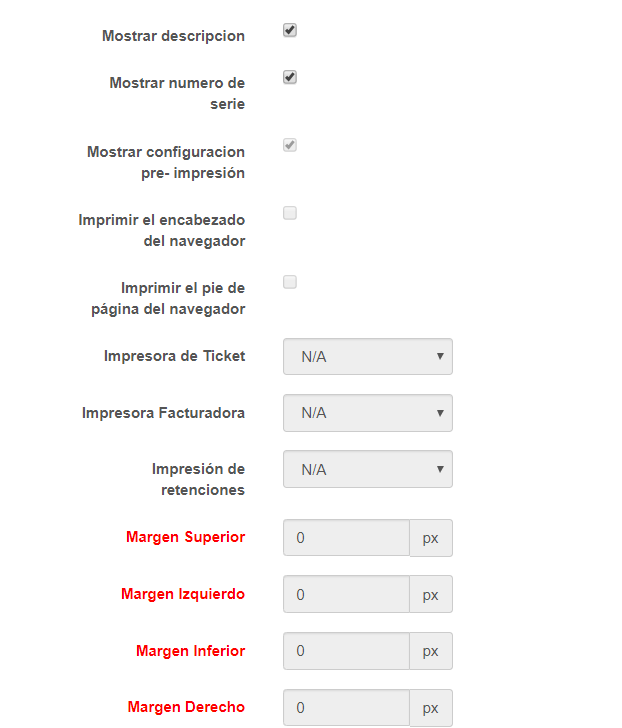 Mostrar descripcion
Mostrar numero de
serie
Mostrar configuracion
pre- impresión
Imprimir el encabezado
del navegador
Imprimir el pie de
página del navegador
Impresora de Ticket N/A
Impresora Facturadora N/A
Impresión de
retenciones N/A
Margen Superior 0 px
Margen Izquierdo 0 px
Margen Inferior 0 px
Margen Derecho 0 px